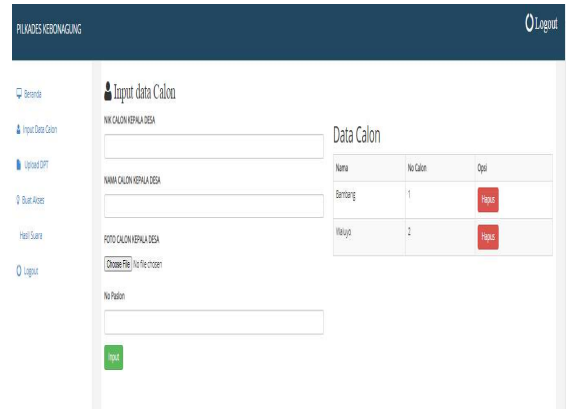 PILKADES KEBONAGUNG
Logout
Beranda
Input Data Calon
Upload DPT
Buat Akses
Hasil Suara
Logout
Input data Calon
NIK CALON KEPALA DESA
NAMA CALON KEPALA DESA
FOTO CALON KEPALA DESA
Choose File No file chosen
No Paslon
Input
Data Calon
Nama No Calon Opsi
Bambang 1 Hapus
Waluyo 2 Hapus